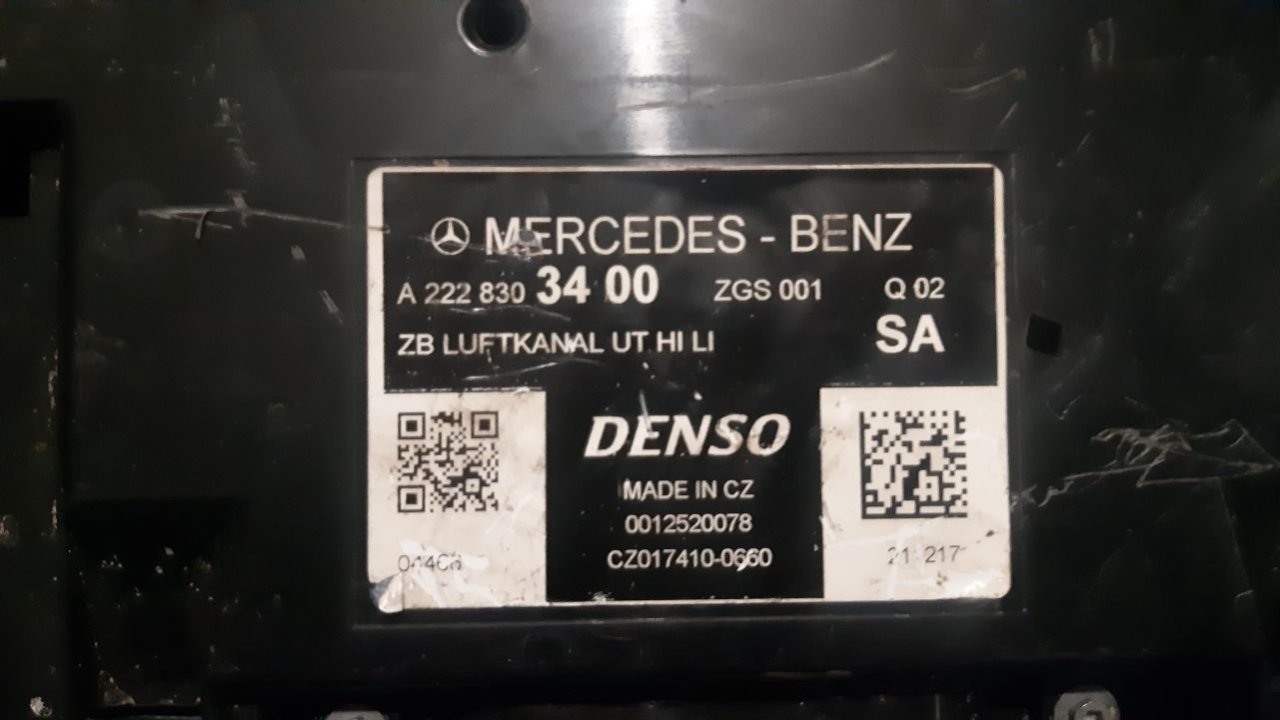 MERCEDES - BENZ
A 222 830 34 00 ZGS 001 Q 02
ZB LUFTKANAL UT HI LI SA
DENSO
MADE IN CZ
0012520078
CZ017410-0660